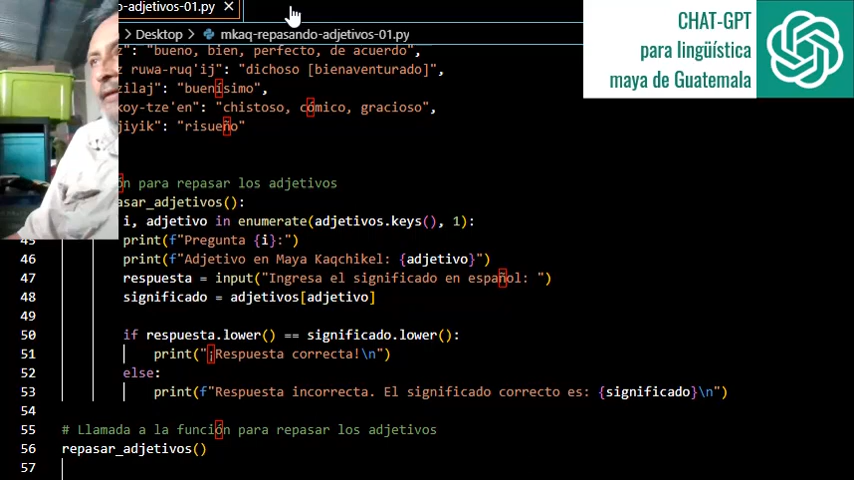 o-adjetivos-01.py ×
Desktop > mkaq-repasando-adjetivos-01.py
CHAT-GPT
para lingüística
maya de Guatemala
": "bueno, bien, perfecto, de acuerdo",
z ruwa-ruq'ij": "dichoso [bienaventurado]",
zilaj": "buenísimo",
koy-tze'en": "chistoso, cómico, gracioso",
jiyik": "risueño"
ón para repasar los adjetivos
asar_adjetivos():
i, adjetivo in enumerate(adjetivos.keys(), 1):
45 print(f"Pregunta {i}:")
46 print(f"Adjetivo en Maya Kaqchikel: {adjetivo}")
47 respuesta = input("Ingresa el significado en español: ")
48 significado = adjetivos[adjetivo]
49
50 if respuesta.lower() == significado.lower():
51 print("¡Respuesta correcta!\n")
52 else:
53 print(f"Respuesta incorrecta. El significado correcto es: {significado}\n")
54
55 # Llamada a la función para repasar los adjetivos
56 repasar_adjetivos()
57